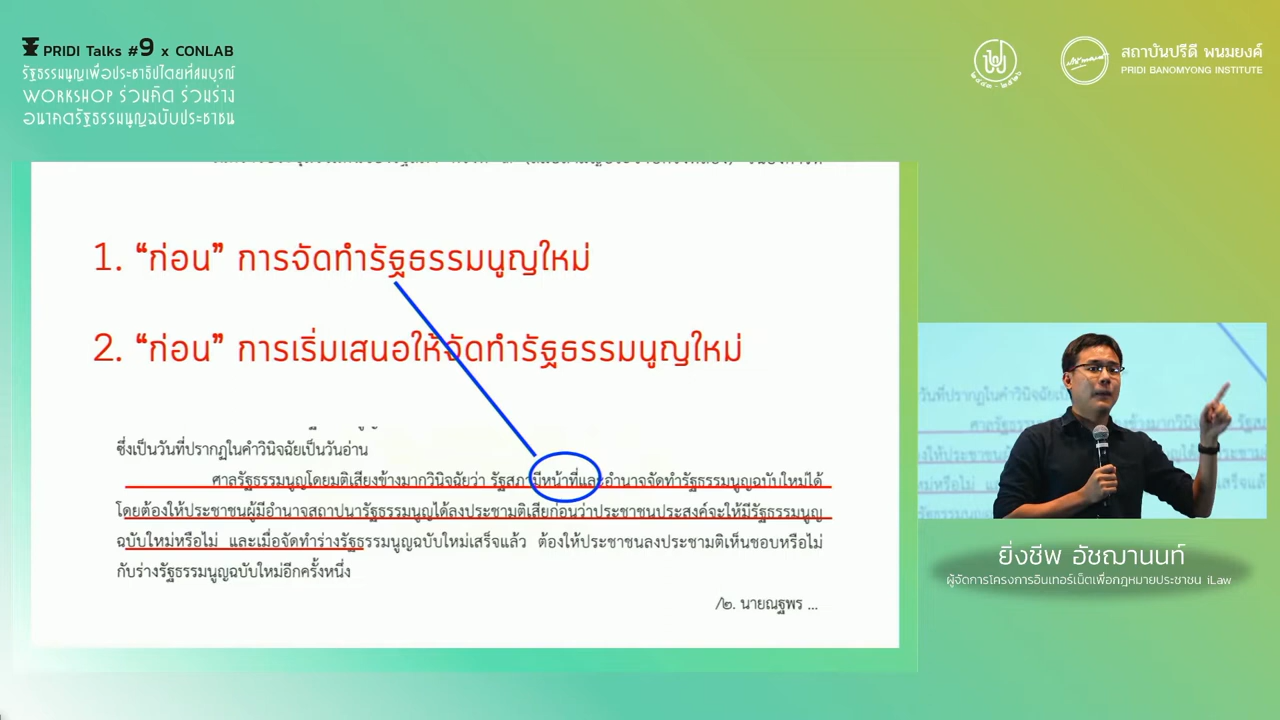 PRIDI Talks #9 x CONLAB
รัฐธรรมนูญเพื่อประชาธิปไตยที่สมบูรณ์
WORKSHOP ร่วมคิด ร่วมร่าง
อนาคตรัฐธรรมนูญฉบับประชาชน
๒๔๔๓ - ๒๕๒๖
สถาบันปรีดี พนมยงค์
PRIDI BANOMYONG INSTITUTE
1. “ก่อน” การจัดทำรัฐธรรมนูญใหม่
2. “ก่อน” การเริ่มเสนอให้จัดทำรัฐธรรมนูญใหม่
ซึ่งเป็นวันที่ปรากฏในคำวินิจฉัยเป็นวันอ่าน
ศาลรัฐธรรมนูญโดยมติเสียงข้างมากวินิจฉัยว่า รัฐสภามีหน้าที่และอำนาจจัดทำรัฐธรรมนูญฉบับใหม่ได้
โดยต้องให้ประชาชนผู้มีอำนาจสถาปนารัฐธรรมนูญได้ลงประชามติเสียก่อนว่าประชาชนประสงค์จะให้มีรัฐธรรมนูญ
ฉบับใหม่หรือไม่ และเมื่อจัดทำร่างรัฐธรรมนูญฉบับใหม่เสร็จแล้ว ต้องให้ประชาชนลงประชามติเห็นชอบหรือไม่
กับร่างรัฐธรรมนูญฉบับใหม่อีกครั้งหนึ่ง
/๒. นายณฐพร ...
ยิ่งชีพ อัชฌานนท์
ผู้จัดการโครงการอินเทอร์เน็ตเพื่อกฎหมายประชาชน iLaw